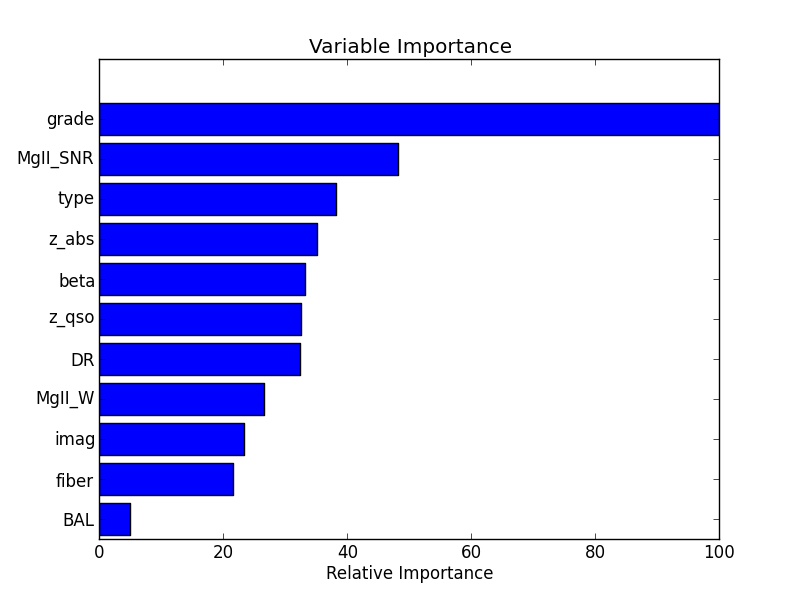 Variable Importance
grade
MgII_SNR
type
z_abs
beta
z_qso
DR
MgII_W
imag
fiber
BAL
0 20 40 60 80 100
Relative Importance